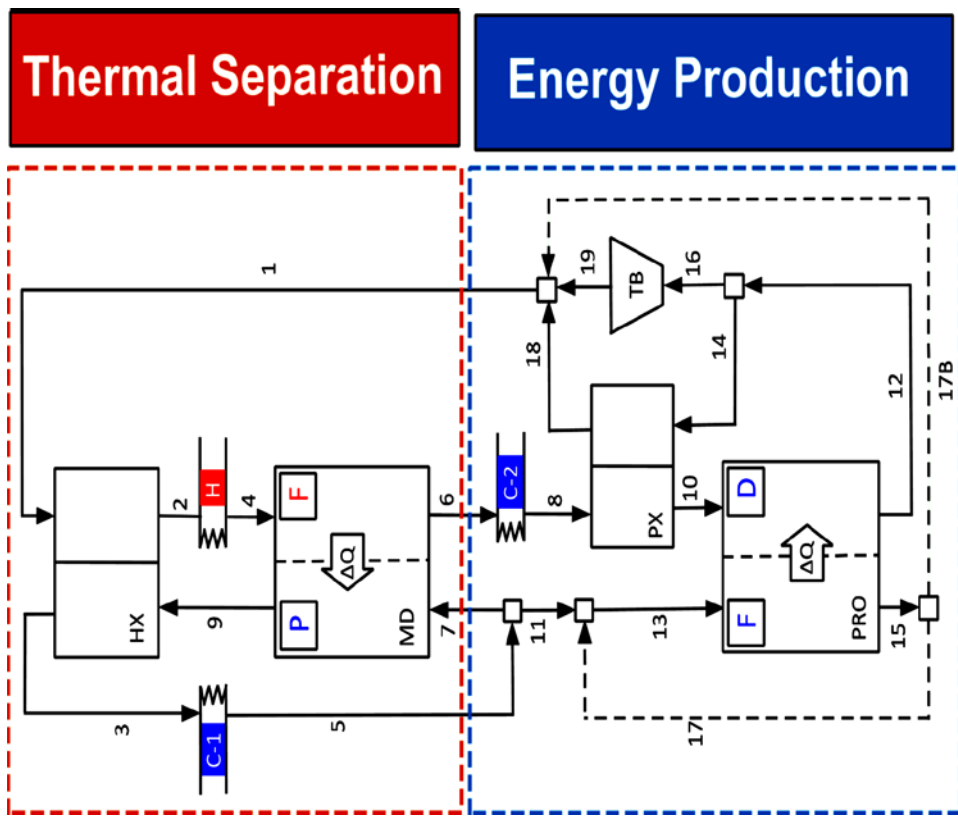 Thermal Separation
Energy Production
1
19
TB
16
18
14
12
17B
2
H
4
F
6
C-2
8
10
D
HX
9
P
ΔQ
MD
7
PX
11
13
F
ΔQ
PRO
15
3
C-1
5
17